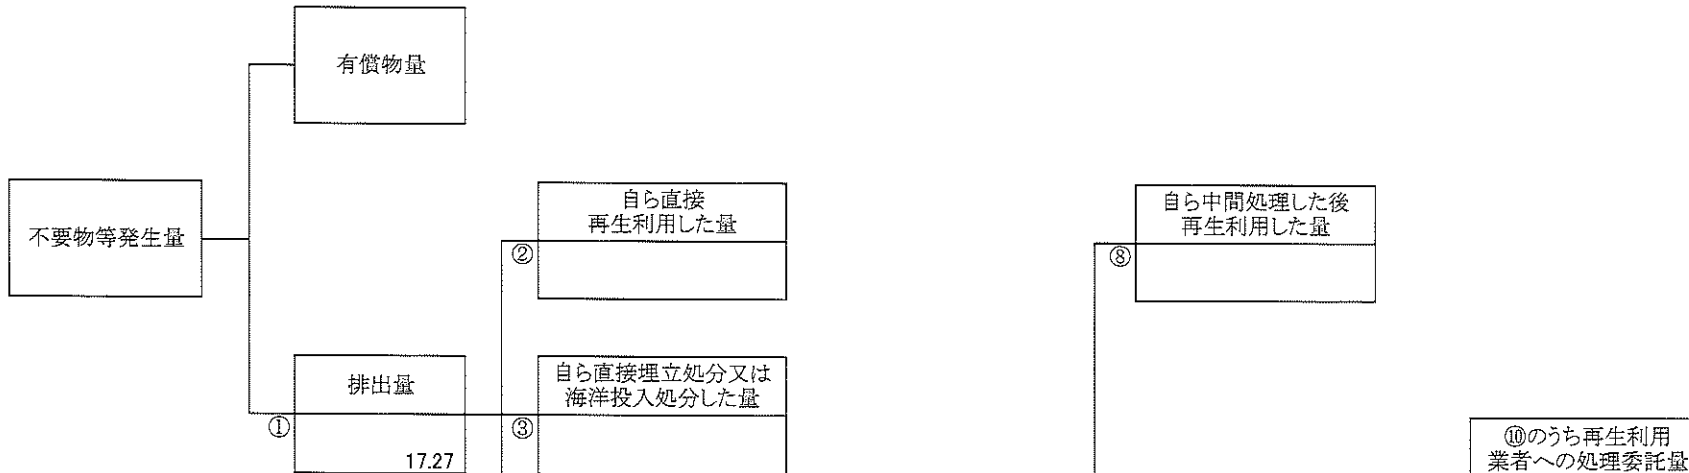 有償物量
不要物等発生量
自ら直接
再生利用した量
②
自ら中間処理した後
再生利用した量
⑧
排出量
①
17.27
自ら直接埋立処分又は
海洋投入処分した量
③
⑩のうち再生利用
業者への処理委託量